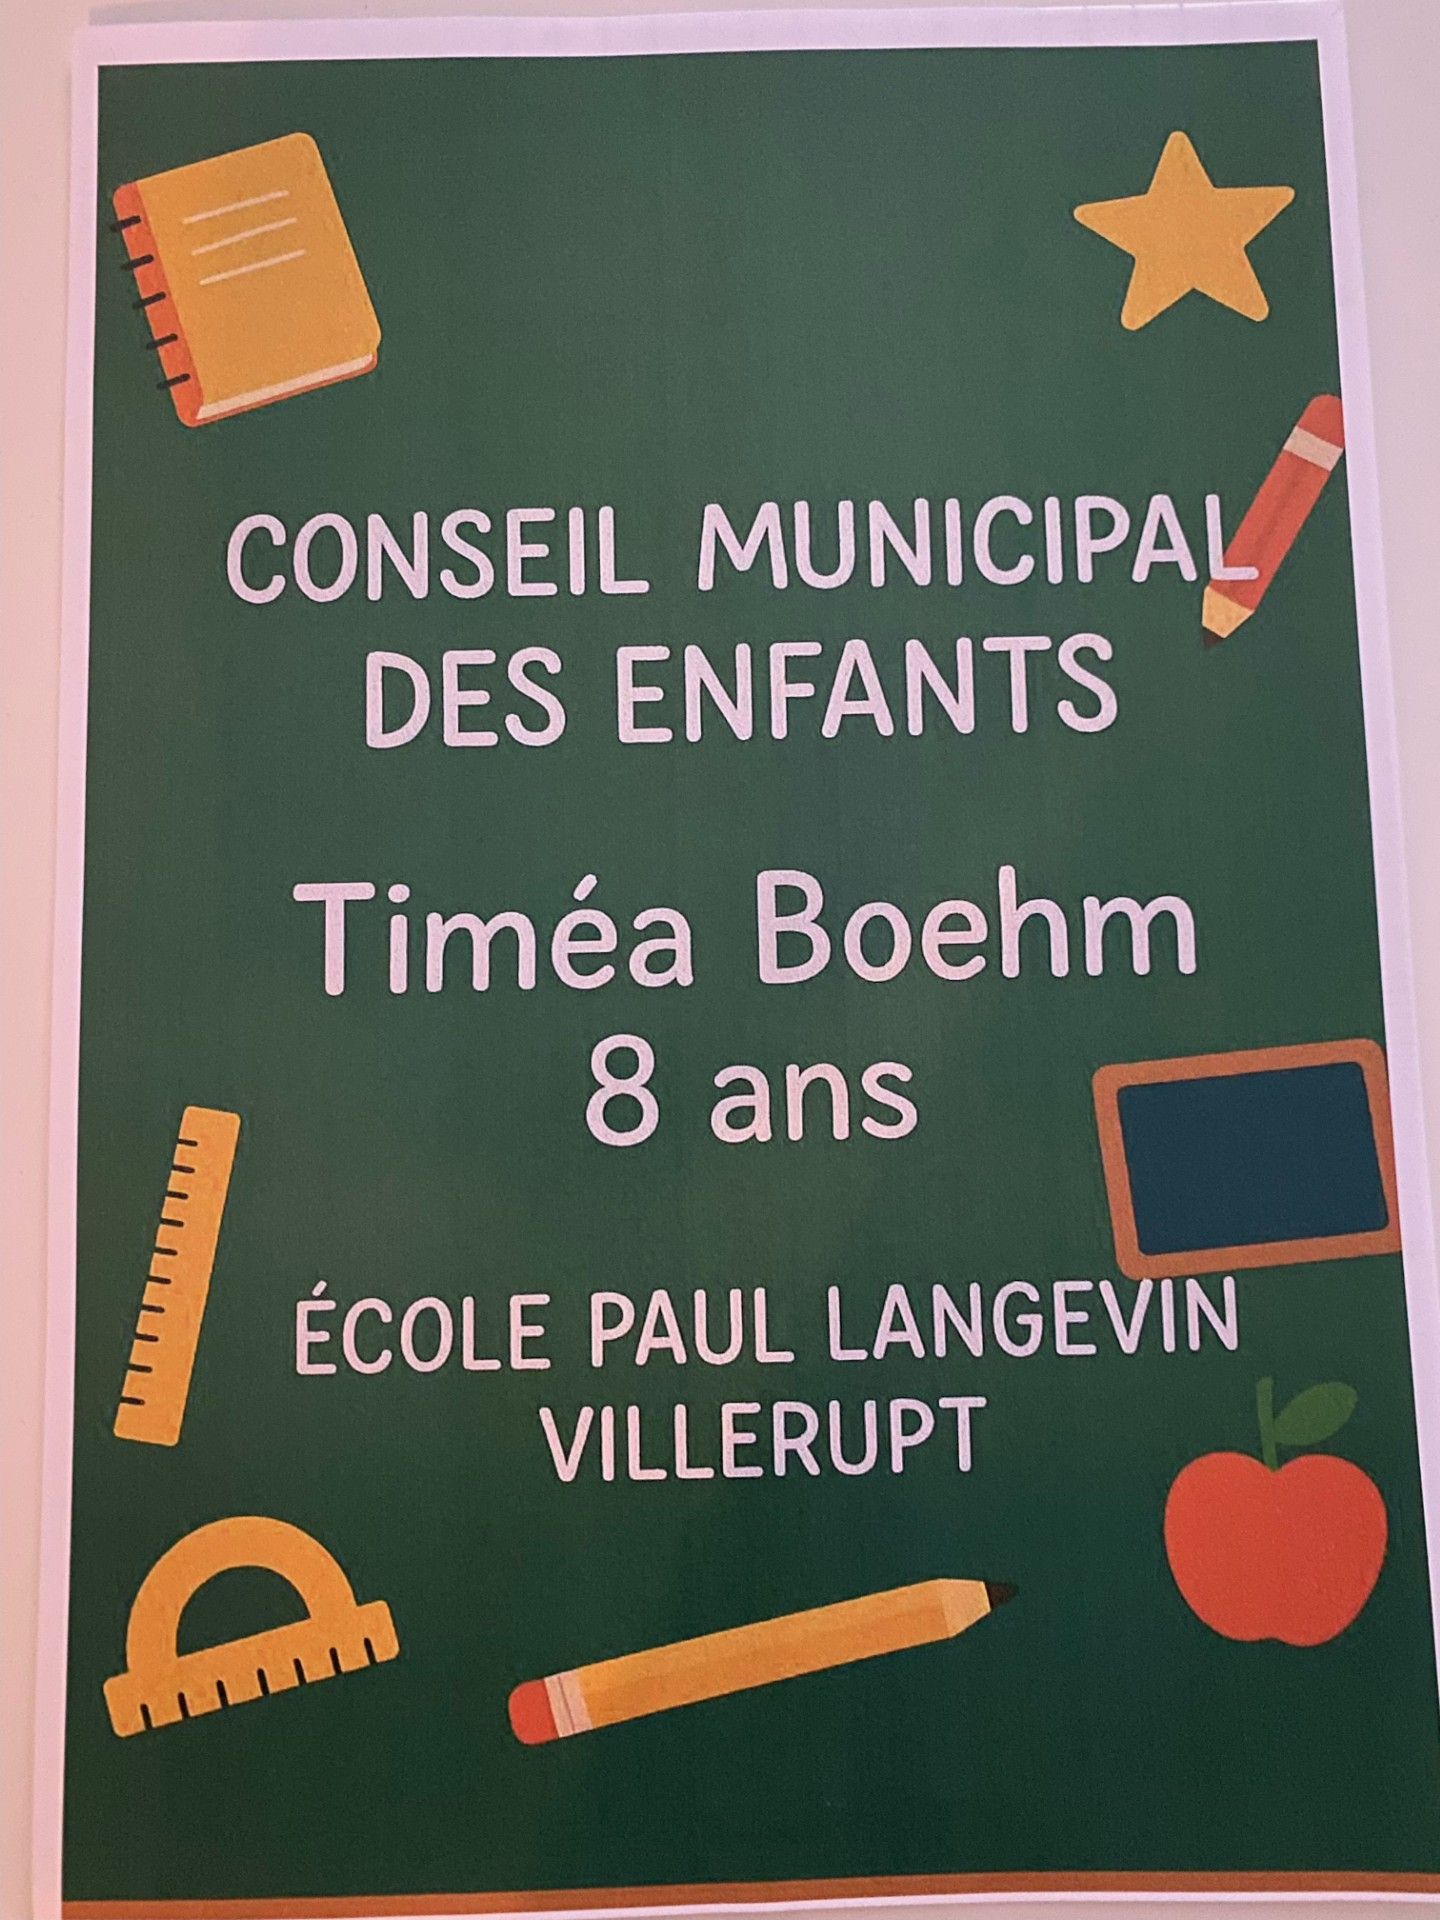 CONSEIL MUNICIPAL
DES ENFANTS
Timéa Boehm
8 ans
ÉCOLE PAUL LANGEVIN
VILLERUPT